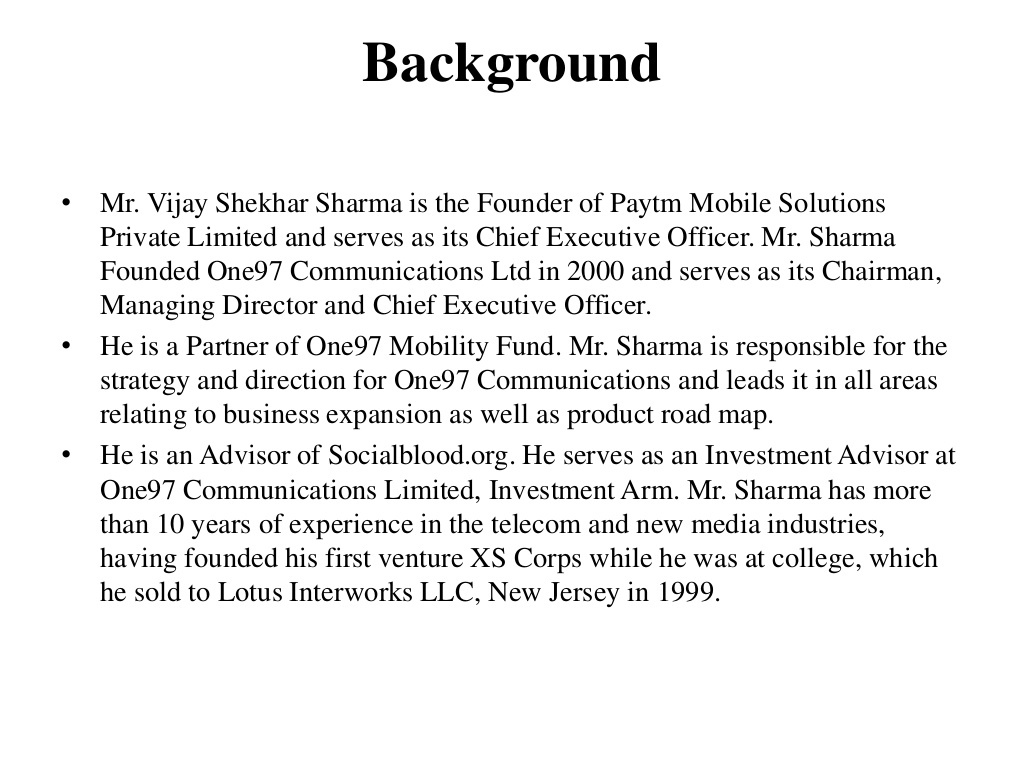 Background
• Mr. Vijay Shekhar Sharma is the Founder of Paytm Mobile Solutions
Private Limited and serves as its Chief Executive Officer. Mr. Sharma
Founded One97 Communications Ltd in 2000 and serves as its Chairman,
Managing Director and Chief Executive Officer.
• He is a Partner of One97 Mobility Fund. Mr. Sharma is responsible for the
strategy and direction for One97 Communications and leads it in all areas
relating to business expansion as well as product road map.
• He is an Advisor of Socialblood.org. He serves as an Investment Advisor at
One97 Communications Limited, Investment Arm. Mr. Sharma has more
than 10 years of experience in the telecom and new media industries,
having founded his first venture XS Corps while he was at college, which
he sold to Lotus Interworks LLC, New Jersey in 1999.